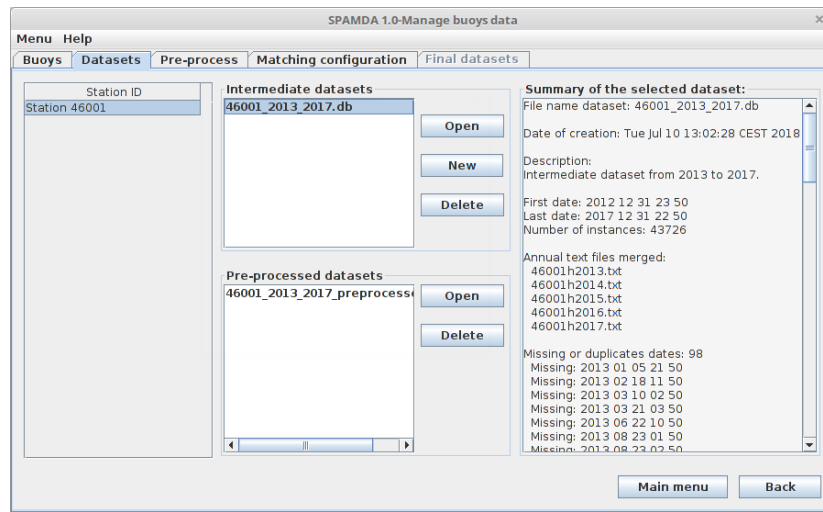 SPAMDA 1.0-Manage buoys data
Menu Help
Buoys Datasets Pre-process Matching configuration Final datasets
Station ID
Station 46001
Intermediate datasets
46001_2013_2017.db
Open
New
Delete
Pre-processed datasets
46001_2013_2017_preprocesse
Open
Delete
Summary of the selected dataset:
File name dataset: 46001_2013_2017.db
Date of creation: Tue Jul 10 13:02:28 CEST 2018
Description:
Intermediate dataset from 2013 to 2017.
First date: 2012 12 31 23 50
Last date: 2017 12 31 22 50
Number of instances: 43726
Annual text files merged:
46001h2013.txt
46001h2014.txt
46001h2015.txt
46001h2016.txt
46001h2017.txt
Missing or duplicates dates: 98
Missing: 2013 01 05 21 50
Missing: 2013 02 18 11 50
Missing: 2013 03 10 02 50
Missing: 2013 03 21 03 50
Missing: 2013 06 22 10 50
Missing: 2013 08 23 01 50
Missing: 2013 08 23 02 50
Main menu Back